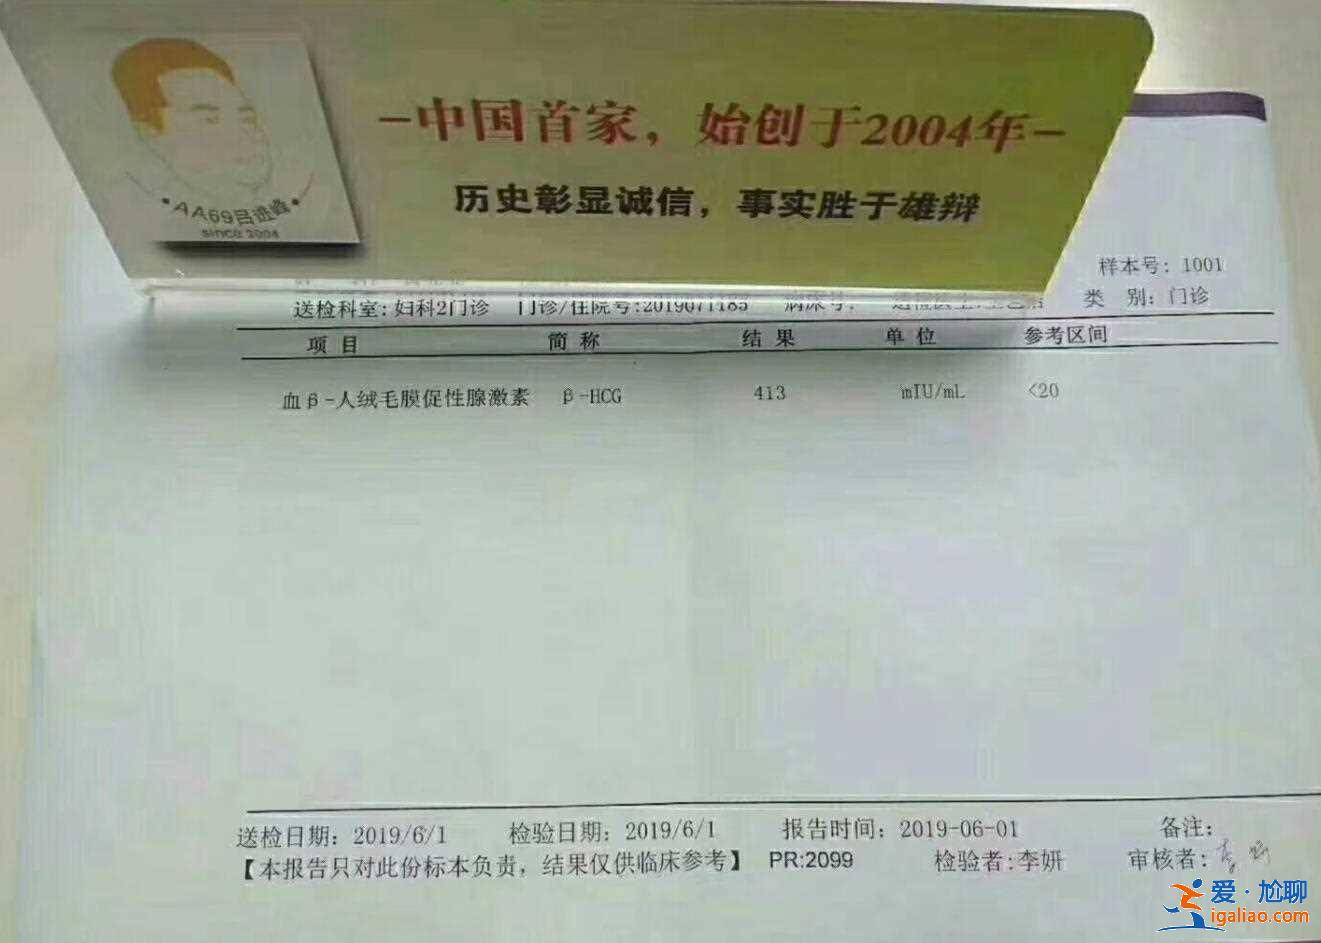 -中国首家，始创于2004年-
历史彰显诚信，事实胜于雄辩
•AA69吕进峰•
SINCE 2004
样本号：1001
送检科室：妇科2门诊 门诊/住院号：2019071185 类 别：门诊
项 目 简 称 结 果 单 位 参考区间
血β-人绒毛膜促性腺激素 β-HCG 413 mIU/mL <20
送检日期：2019/6/1 检验日期：2019/6/1 报告时间：2019-06-01 备注：
【本报告只对此份标本负责，结果仅供临床参考】 PR:2099 检验者：李妍 审核者：
爱·尬聊
igaliao.com